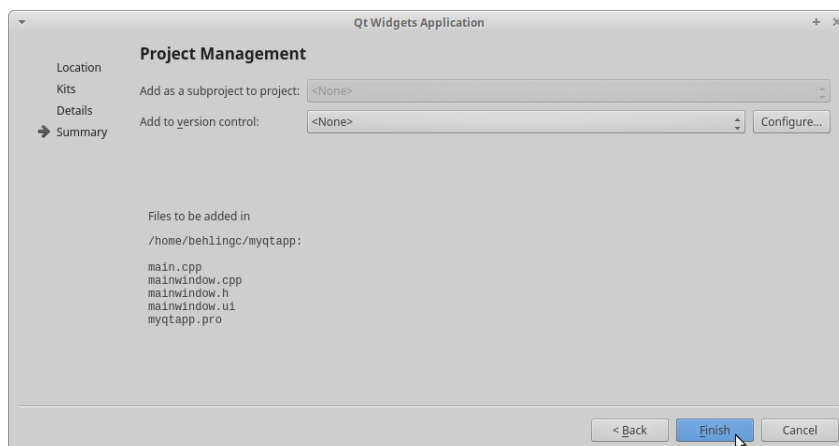 Qt Widgets Application
Location
Kits
Details
Summary
Project Management
Add as a subproject to project: <None>
Add to version control: <None> Configure...
Files to be added in
/home/behlingc/myqtapp:
main.cpp
mainwindow.cpp
mainwindow.h
mainwindow.ui
myqtapp.pro
< Back Finish Cancel